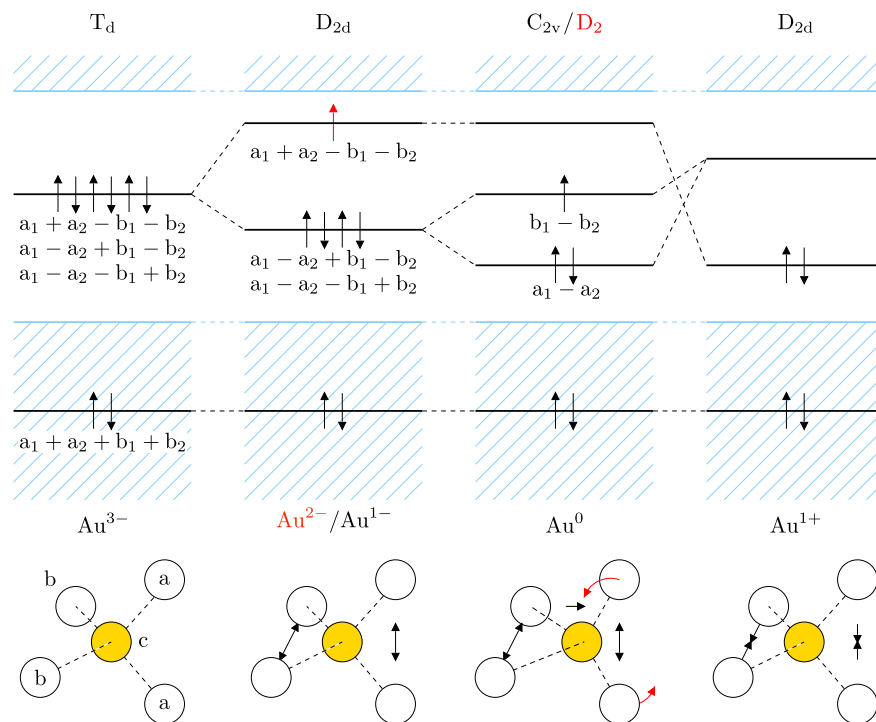 T_d D_2d C_2v/D_2 D_2d
a_1 + a_2 − b_1 − b_2
a_1 + a_2 − b_1 − b_2
b_1 − b_2
a_1 − a_2 + b_1 − b_2
a_1 − a_2 − b_1 + b_2
a_1 − a_2 + b_1 − b_2
a_1 − a_2 − b_1 + b_2
a_1 − a_2
a_1 + a_2 + b_1 + b_2
Au^3− Au^2−/Au^1− Au^0 Au^1+
b a
c
b a